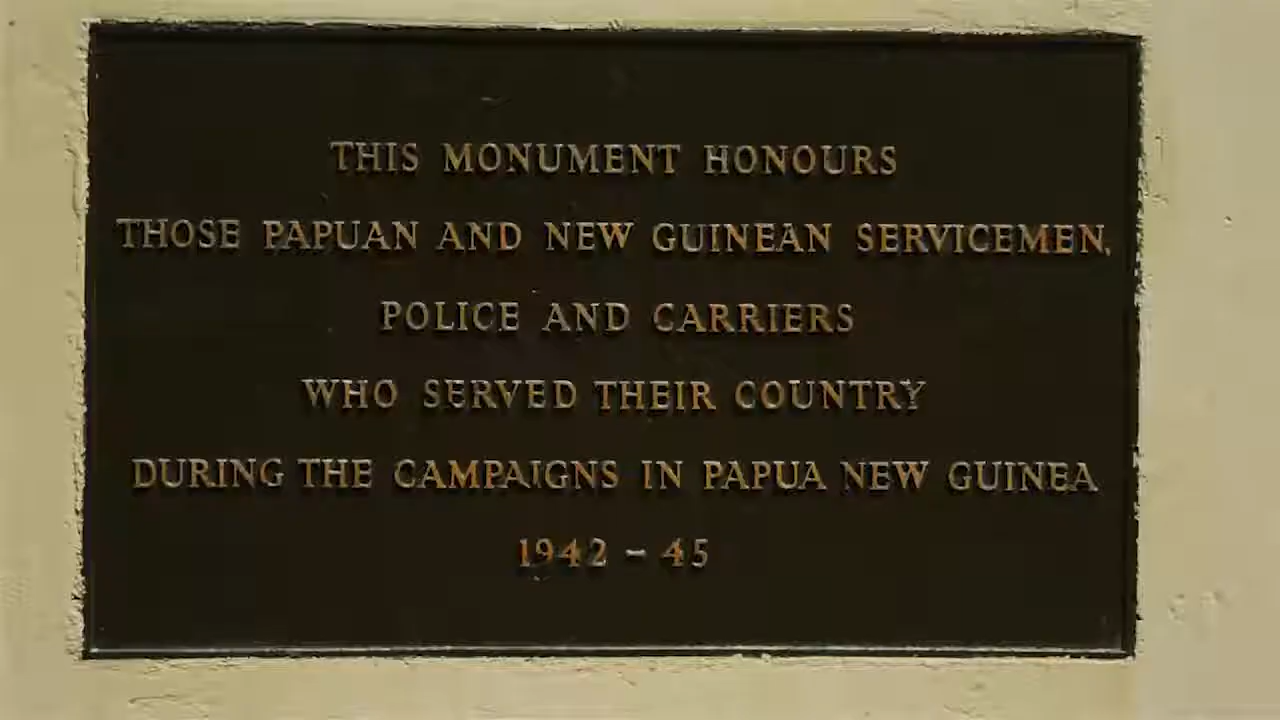 THIS MONUMENT HONOURS
THOSE PAPUAN AND NEW GUINEAN SERVICEMEN,
POLICE AND CARRIERS
WHO SERVED THEIR COUNTRY
DURING THE CAMPAIGNS IN PAPUA NEW GUINEA
1942 - 45